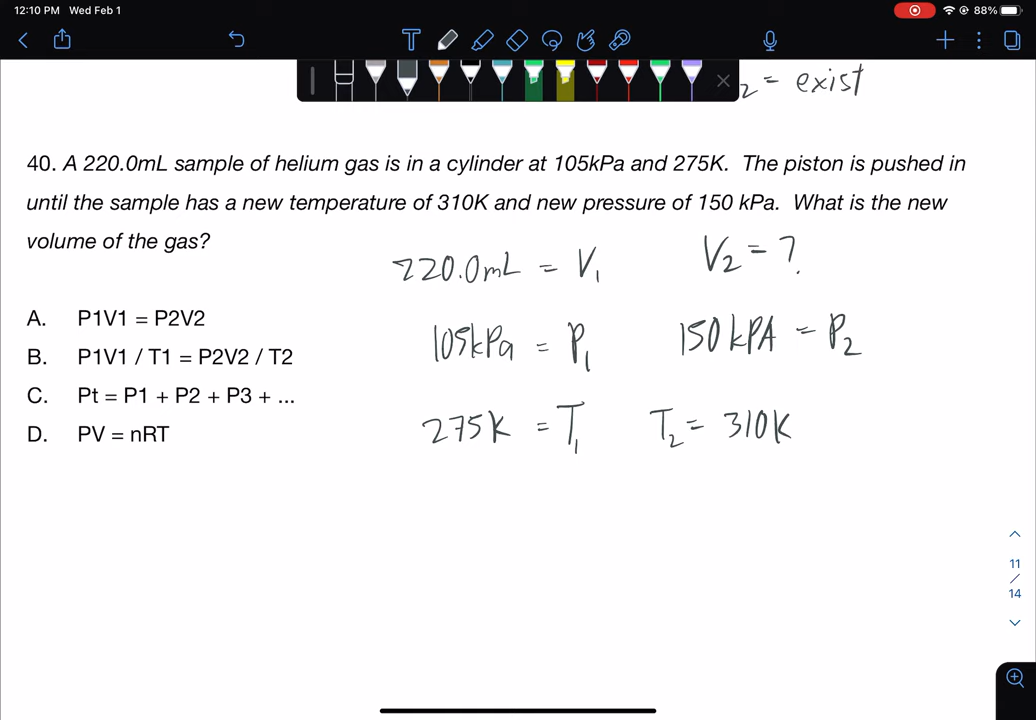 12:10 PM Wed Feb 1
88%
T
2 = exist
40. A 220.0mL sample of helium gas is in a cylinder at 105kPa and 275K. The piston is pushed in
until the sample has a new temperature of 310K and new pressure of 150 kPa. What is the new
volume of the gas?
220.0mL = V1
V2 = ?
A. P1V1 = P2V2
B. P1V1 / T1 = P2V2 / T2
C. Pt = P1 + P2 + P3 + ...
D. PV = nRT
105kPa = P1
150kPA = P2
275K = T1
T2 = 310K
11
/
14